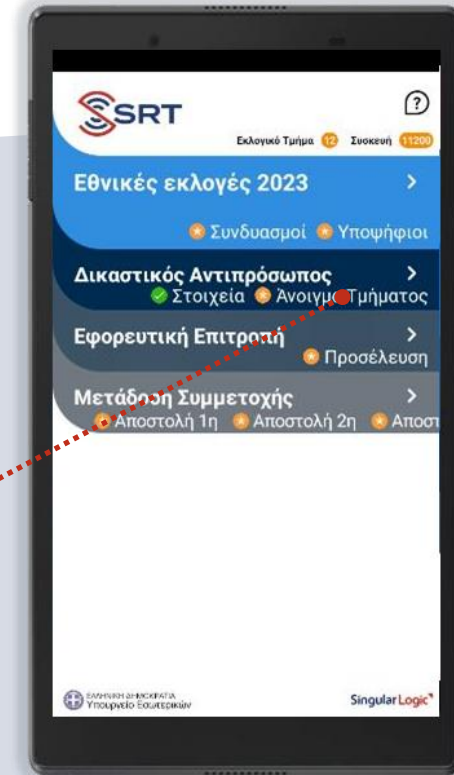 SRT
?
Εκλογικό Τμήμα 12 Συσκευή 11200
Εθνικές εκλογές 2023
Συνδυασμοί Υποψήφιοι
Δικαστικός Αντιπρόσωπος
Στοιχεία Άνοιγμα Τμήματος
Εφορευτική Επιτροπή
Προσέλευση
Μετάδοση Συμμετοχής
Αποστολή 1η Αποστολή 2η Αποστ
ΕΛΛΗΝΙΚΗ ΔΗΜΟΚΡΑΤΙΑ
Υπουργείο Εσωτερικών
SingularLogic